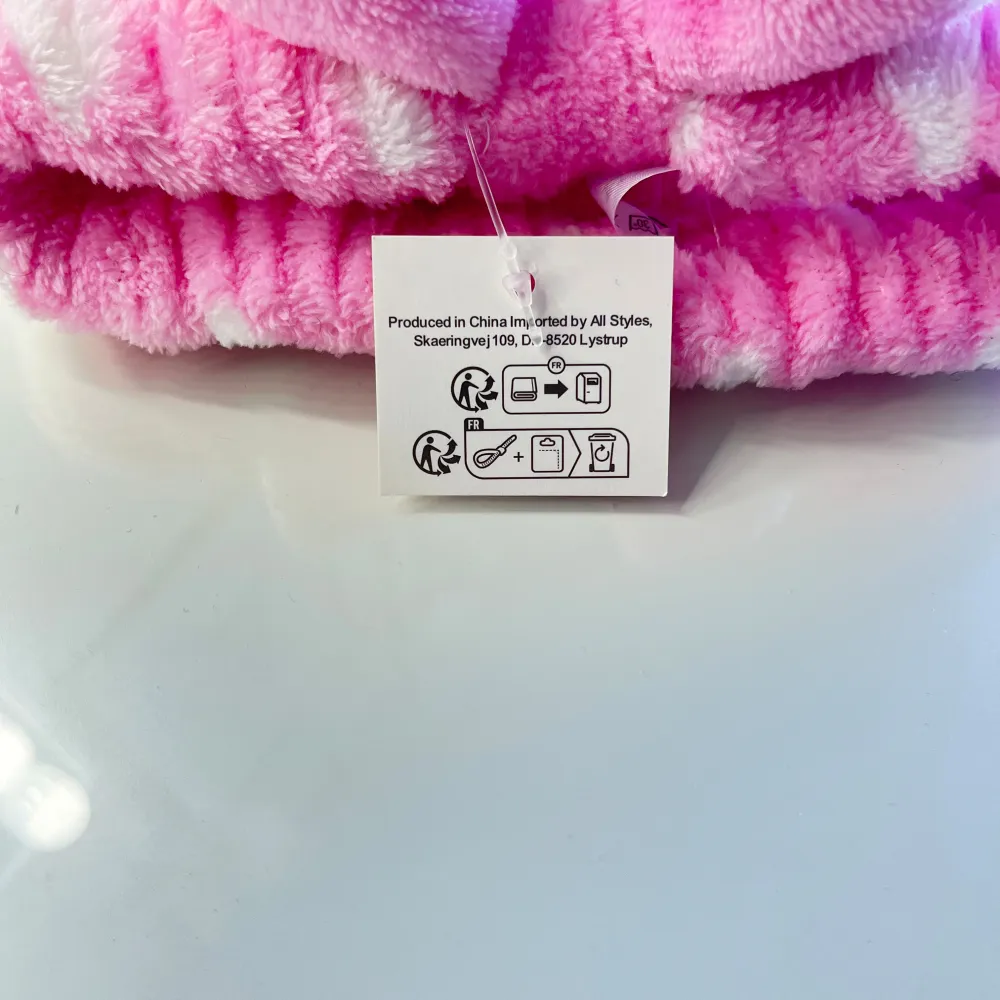 Produced in China Imported by All Styles,
Skaeringvej 109, -8520 Lystrup
FR
FR